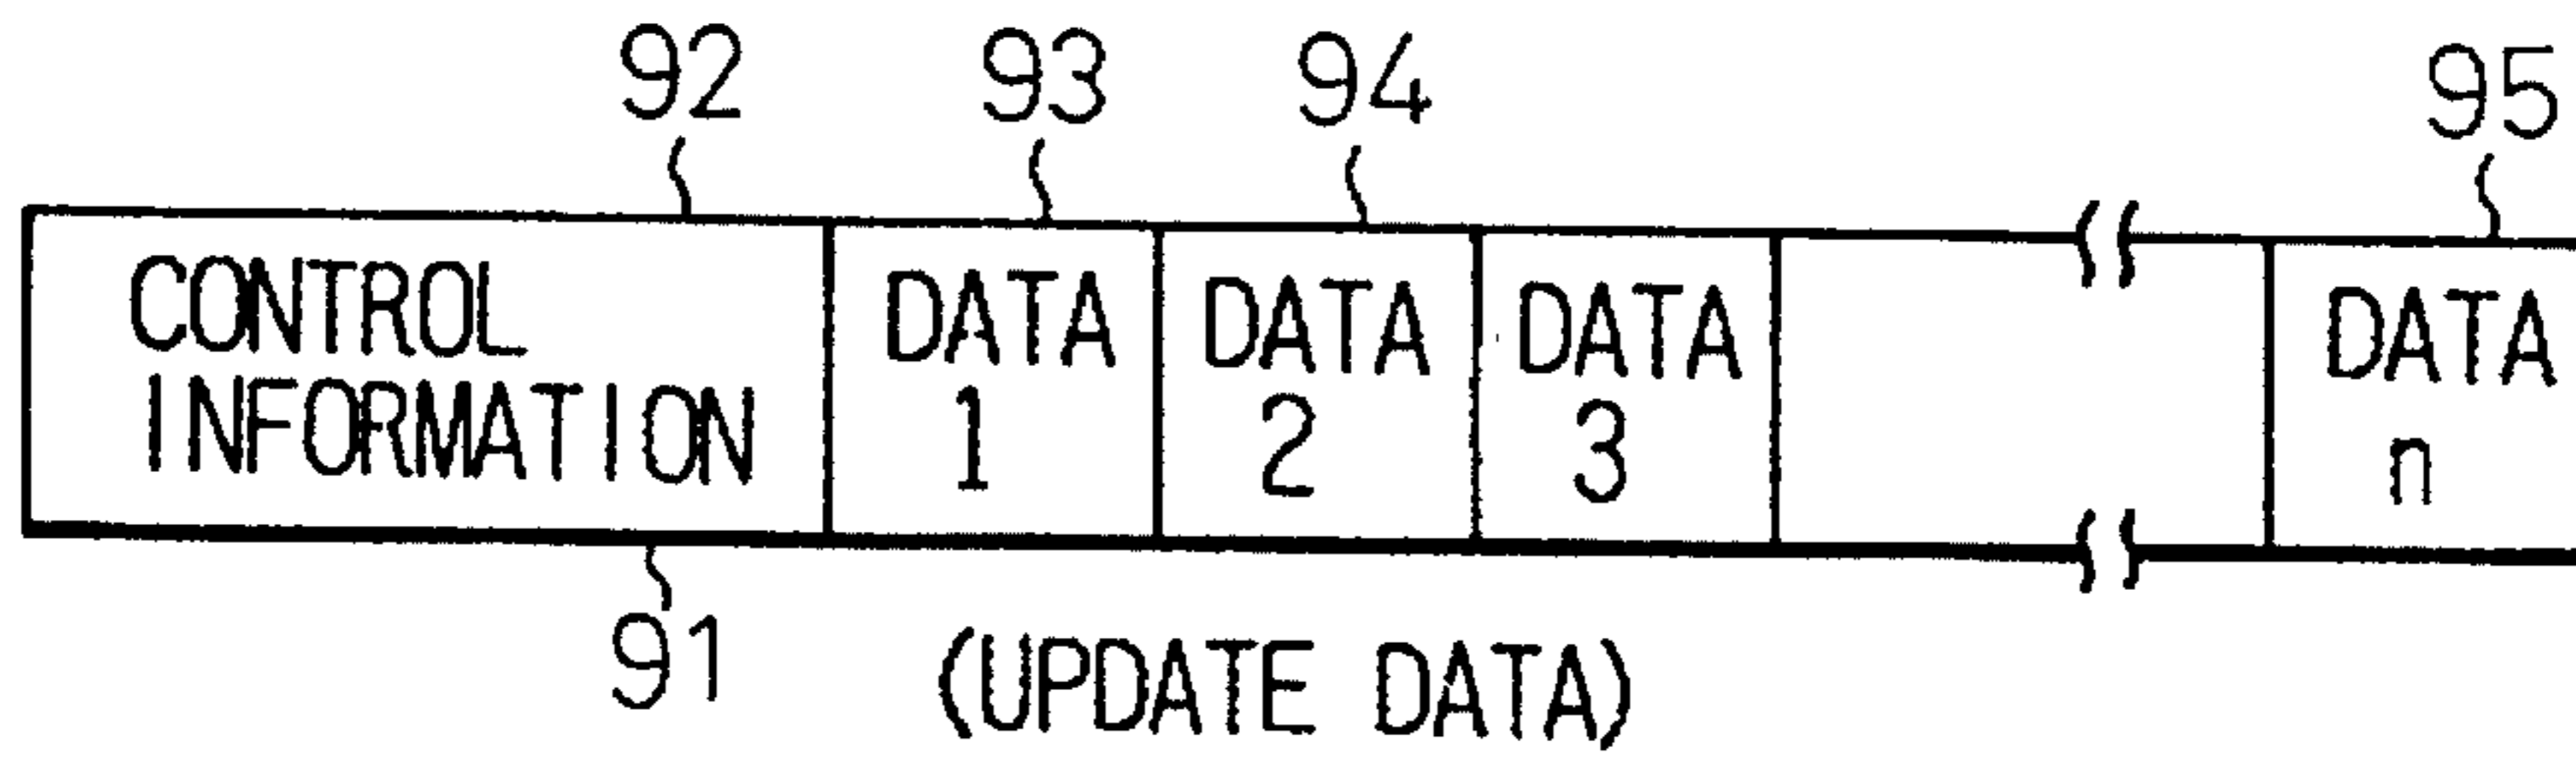 92 93 94 95
CONTROL INFORMATION
DATA 1
DATA 2
DATA 3
DATA n
91 (UPDATE DATA)